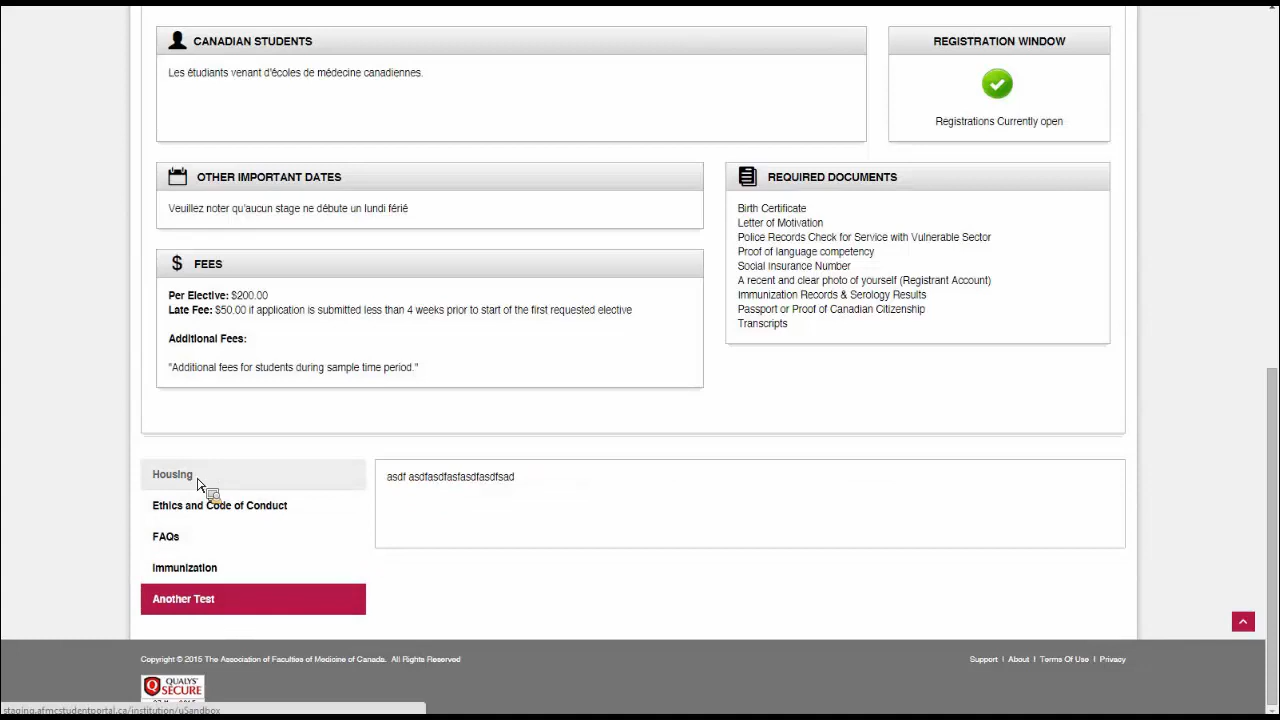 CANADIAN STUDENTS
Les étudiants venant d'écoles de médecine canadiennes.
REGISTRATION WINDOW
Registrations Currently open
OTHER IMPORTANT DATES
Veuillez noter qu'aucun stage ne débute un lundi férié
$ FEES
Per Elective: $200.00
Late Fee: $50.00 if application is submitted less than 4 weeks prior to start of the first requested elective
Additional Fees:
"Additional fees for students during sample time period."
REQUIRED DOCUMENTS
Birth Certificate
Letter of Motivation
Police Records Check for Service with Vulnerable Sector
Proof of language competency
Social Insurance Number
A recent and clear photo of yourself (Registrant Account)
Immunization Records & Serology Results
Passport or Proof of Canadian Citizenship
Transcripts
Housing
Ethics and Code of Conduct
FAQs
Immunization
Another Test
asdf asdfasdfasfasdfasdfsad
Copyright © 2015 The Association of Faculties of Medicine of Canada. All Rights Reserved
Support | About | Terms Of Use | Privacy
QUALYS'
SECURE
staging.afmcstudentportal.ca/institution/uSandbox